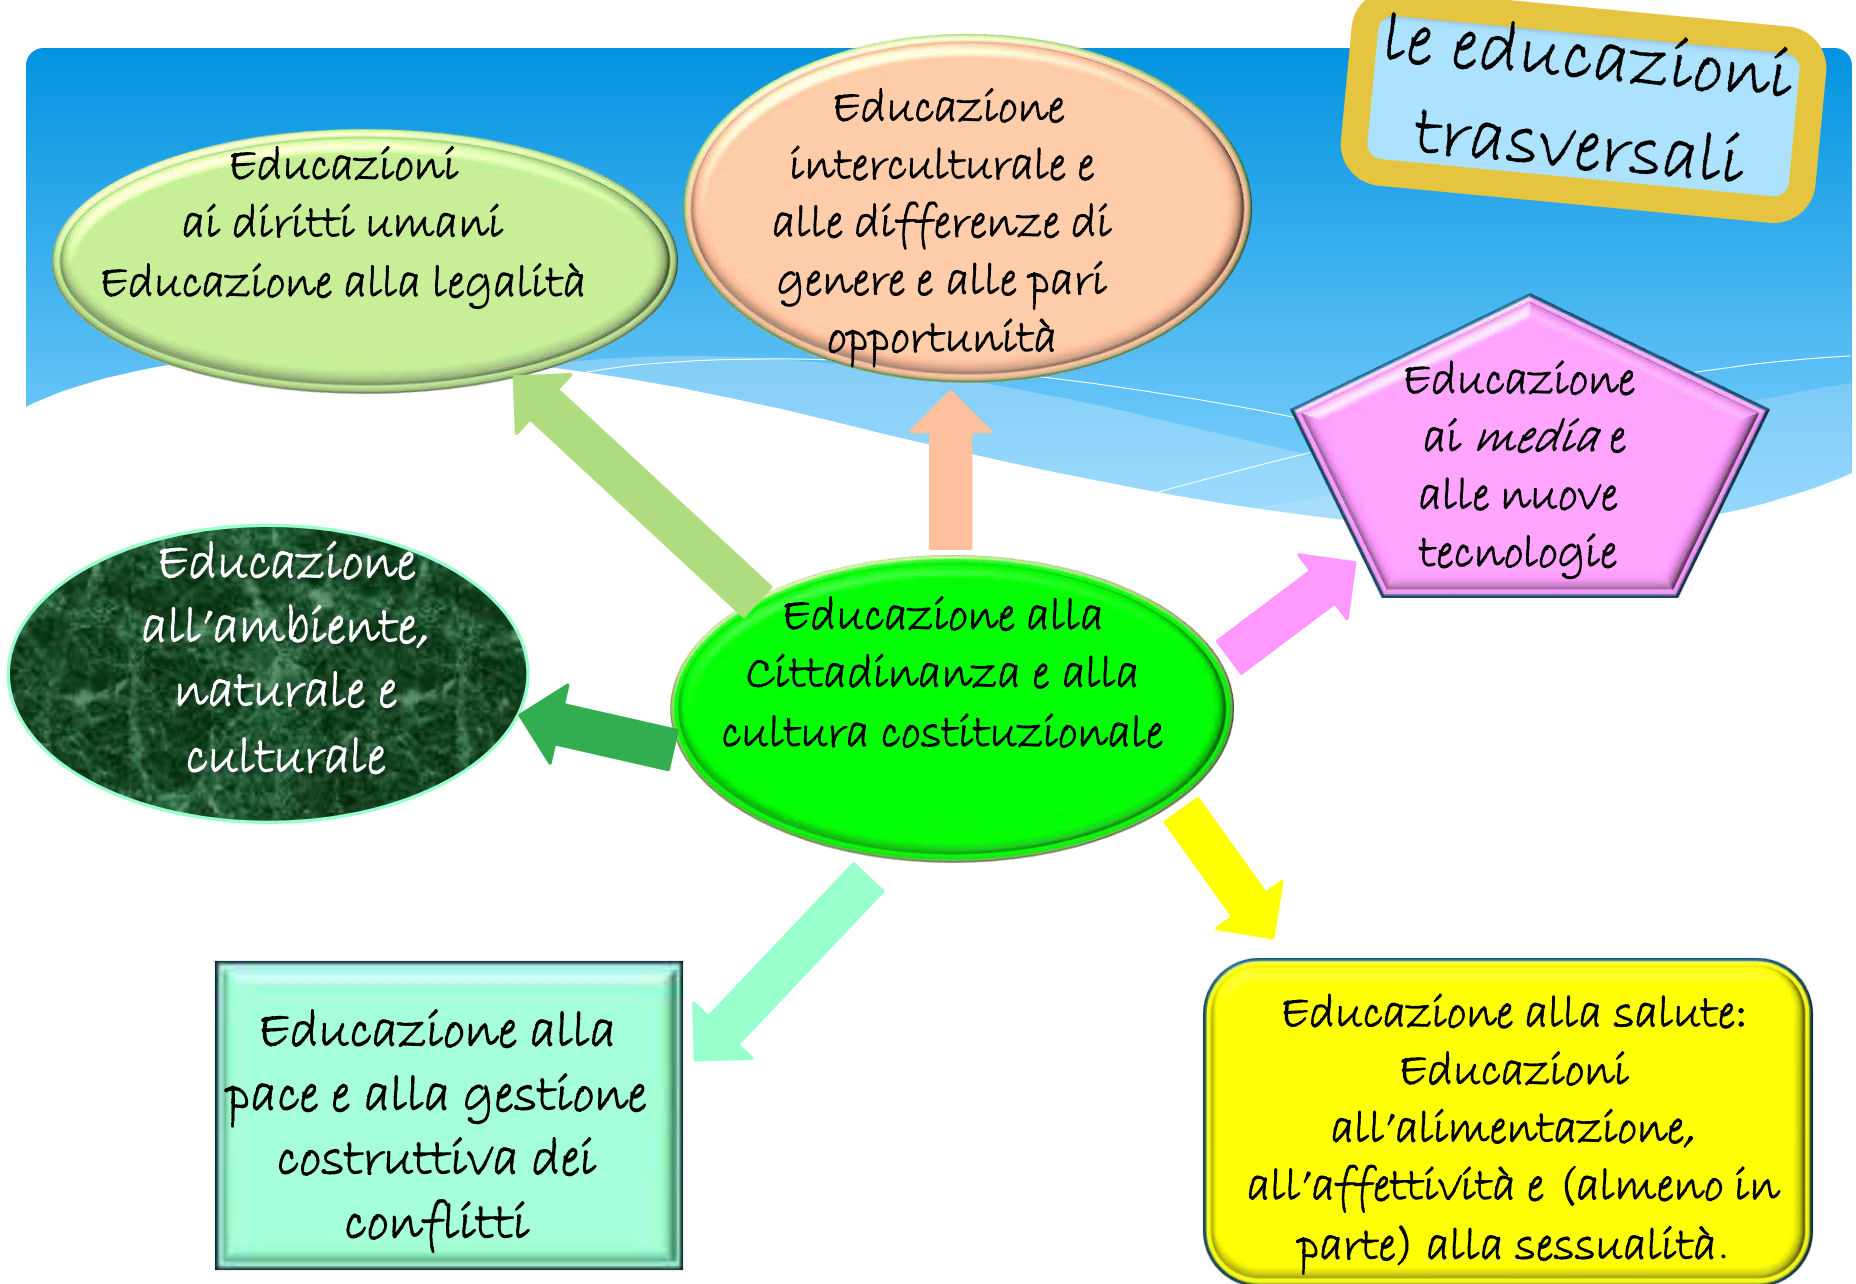 le educazioni
trasversali
Educazioni
ai diritti umani
Educazione alla legalità
Educazione
interculturale e
alle differenze di
genere e alle pari
opportunità
Educazione
ai media e
alle nuove
tecnologie
Educazione
all’ambiente,
naturale e
culturale
Educazione alla
Cittadinanza e alla
cultura costituzionale
Educazione alla
pace e alla gestione
costruttiva dei
conflitti
Educazione alla salute:
Educazioni
all’alimentazione,
all’affettività e (almeno in
parte) alla sessualità.